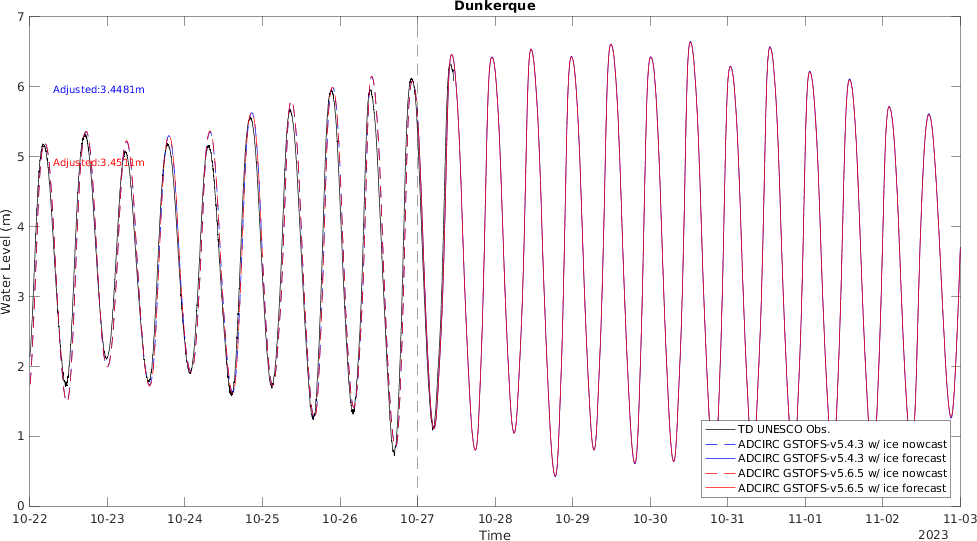 Dunkerque
Water Level (m)
7
6
5
4
3
2
1
0
Adjusted:3.4481m
Adjusted:3.4511m
TD UNESCO Obs.
ADCIRC GSTOFS-v5.4.3 w/ ice nowcast
ADCIRC GSTOFS-v5.4.3 w/ ice forecast
ADCIRC GSTOFS-v5.6.5 w/ ice nowcast
ADCIRC GSTOFS-v5.6.5 w/ ice forecast
10-22 10-23 10-24 10-25 10-26 10-27 10-28 10-29 10-30 10-31 11-01 11-02 11-03
Time
2023